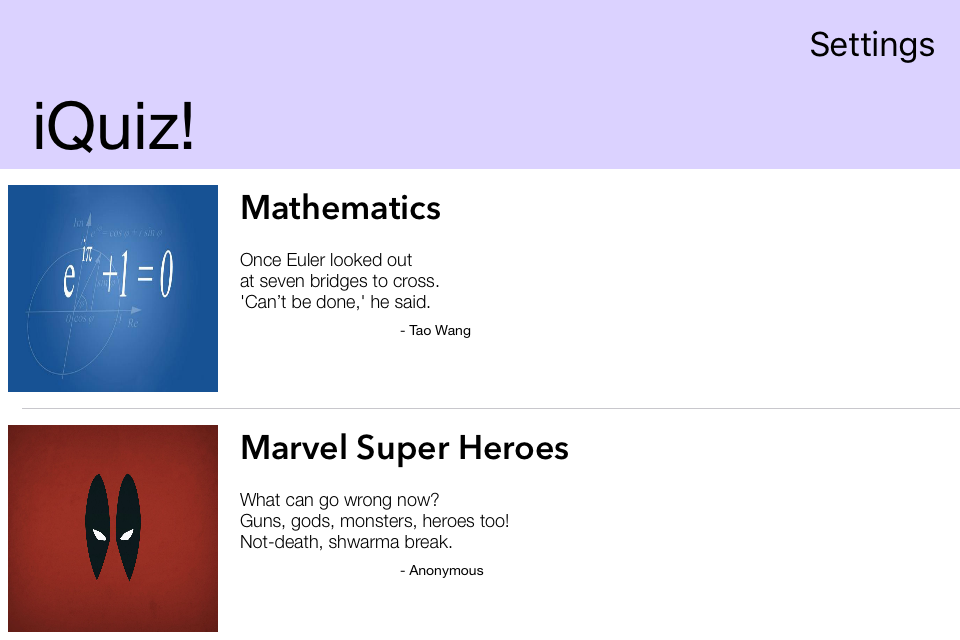 Settings
iQuiz!
Mathematics
e^iπ +1 = 0
Re
Once Euler looked out
at seven bridges to cross.
'Can’t be done,' he said.
- Tao Wang
Marvel Super Heroes
What can go wrong now?
Guns, gods, monsters, heroes too!
Not-death, shwarma break.
- Anonymous